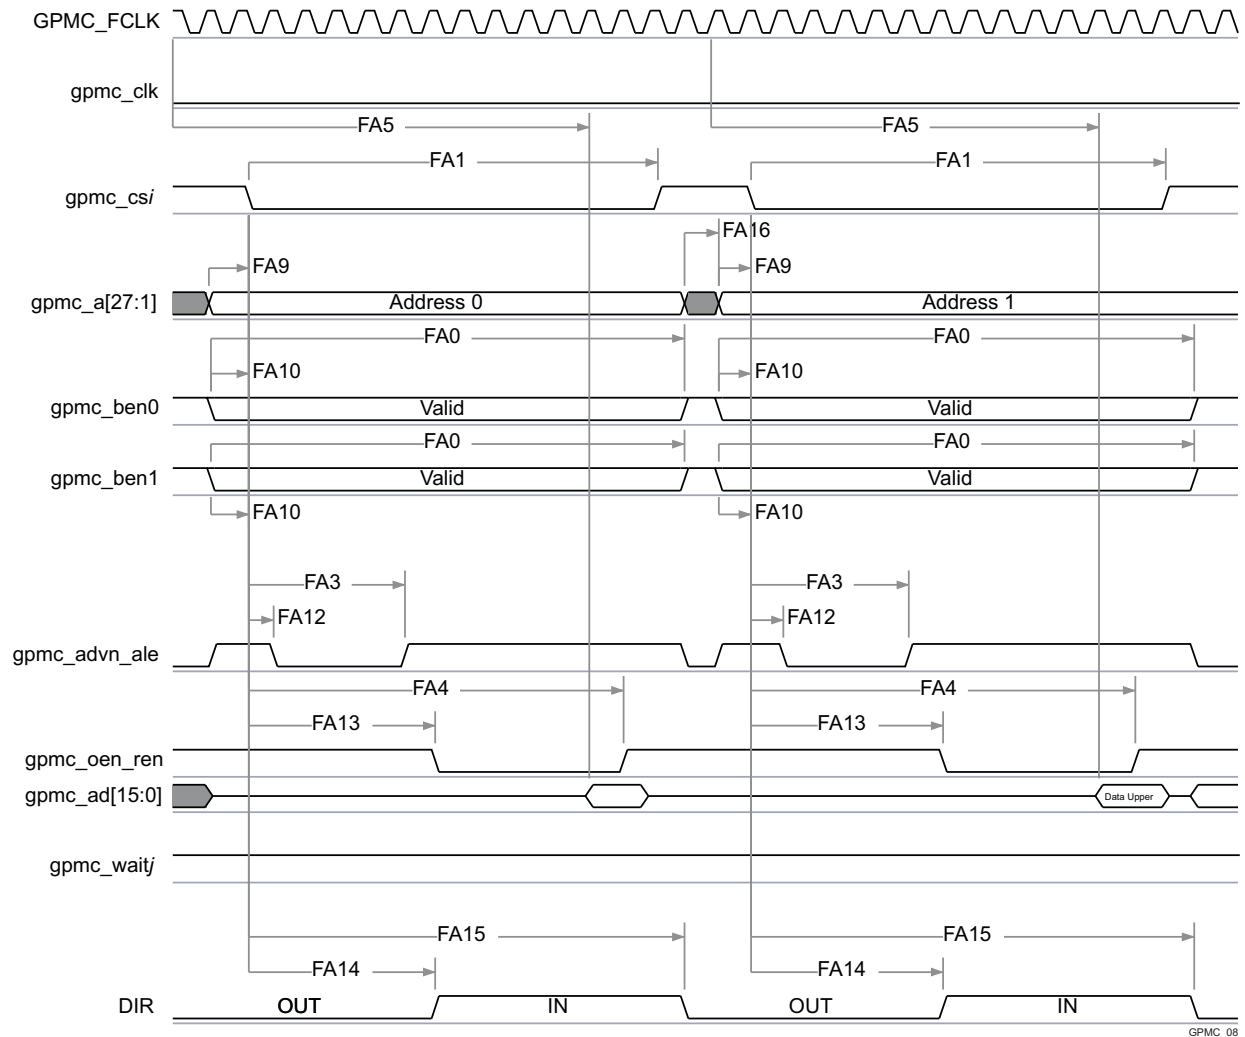 GPMC_FCLK
gpmc_clk
FA5 FA5
FA1 FA1
gpmc_csi
FA16
FA9 FA9
gpmc_a[27:1] Address 0 Address 1
FA0 FA0
FA10 FA10
gpmc_ben0 Valid Valid
FA0 FA0
gpmc_ben1 Valid Valid
FA10 FA10
FA3 FA3
FA12 FA12
gpmc_advn_ale
FA4 FA4
FA13 FA13
gpmc_oen_ren
gpmc_ad[15:0] Data Upper
gpmc_waitj
FA15 FA15
FA14 FA14
DIR OUT IN OUT IN
GPMC_08